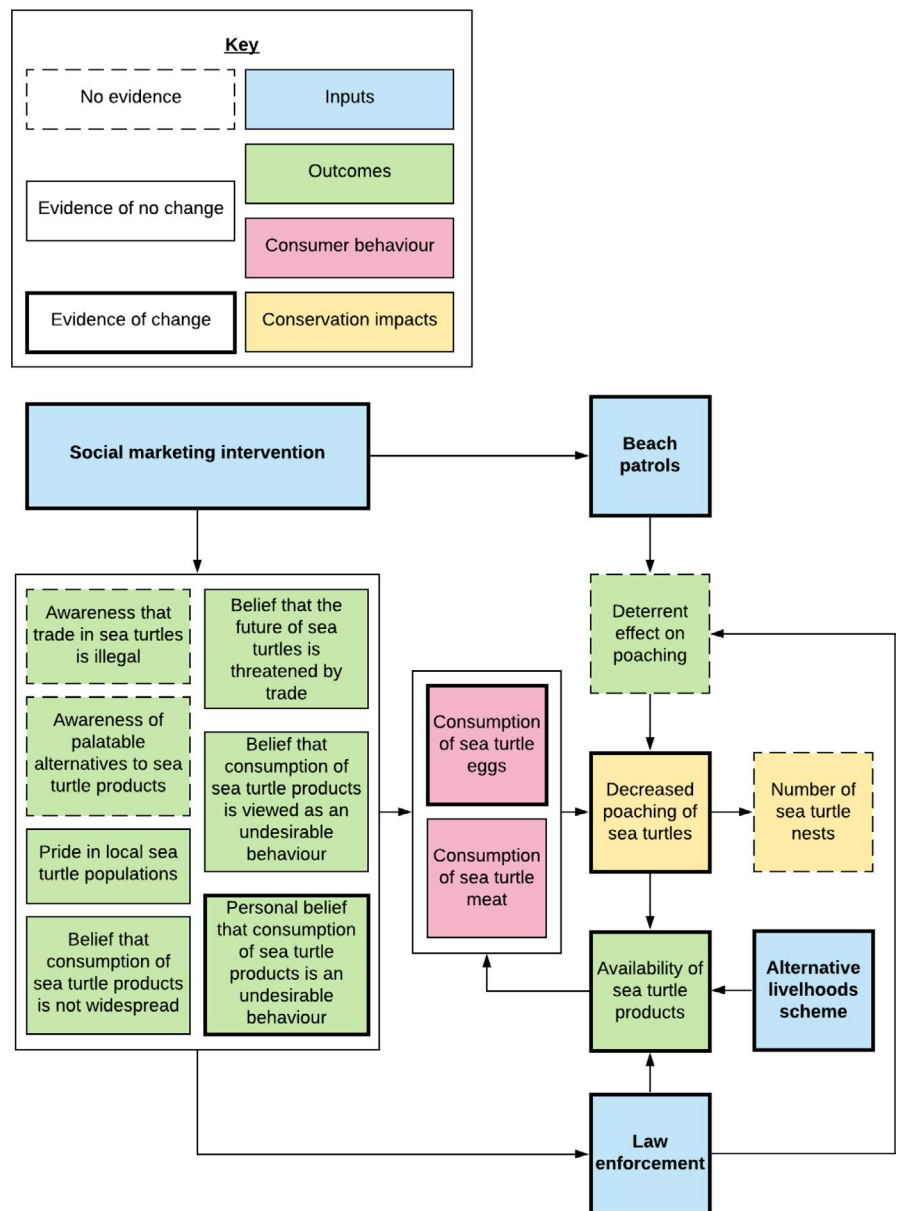 Key
No evidence
Inputs
Outcomes
Evidence of no change
Consumer behaviour
Evidence of change
Conservation impacts
Social marketing intervention
Beach
patrols
Awareness that
trade in sea turtles
is illegal
Belief that the
future of sea
turtles is
threatened by
trade
Awareness of
palatable
alternatives to sea
turtle products
Belief that
consumption of
sea turtle products
is viewed as an
undesirable
behaviour
Pride in local sea
turtle populations
Belief that
consumption of
sea turtle products
is not widespread
Personal belief
that consumption
of sea turtle
products is an
undesirable
behaviour
Consumption
of sea turtle
eggs
Consumption
of sea turtle
meat
Deterrent
effect on
poaching
Decreased
poaching of
sea turtles
Number of
sea turtle
nests
Availability of
sea turtle
products
Alternative
livelhoods
scheme
Law
enforcement